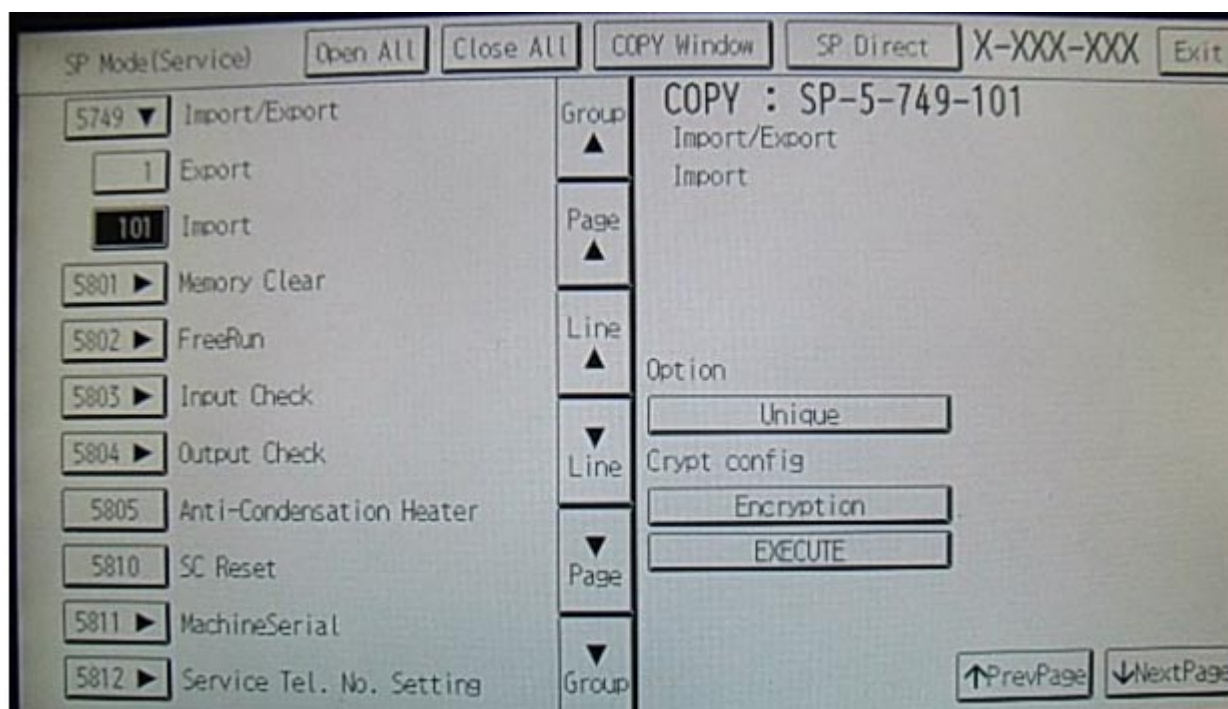 SP Mode(Service) Open All Close All COPY Window SP Direct X-XXX-XXX Exit
5749 ▼ Import/Export
1 Export
101 Import
5801 ► Memory Clear
5802 ► FreeRun
5803 ► Input Check
5804 ► Output Check
5805 Anti-Condensation Heater
5810 SC Reset
5811 ► MachineSerial
5812 ► Service Tel. No. Setting
Group
▲
Page
▲
Line
▲
▼
Line
▼
Page
▼
Group
COPY : SP-5-749-101
Import/Export
Import
Option
Unique
Crypt config
Encryption
EXECUTE
↑PrevPage ↓NextPage